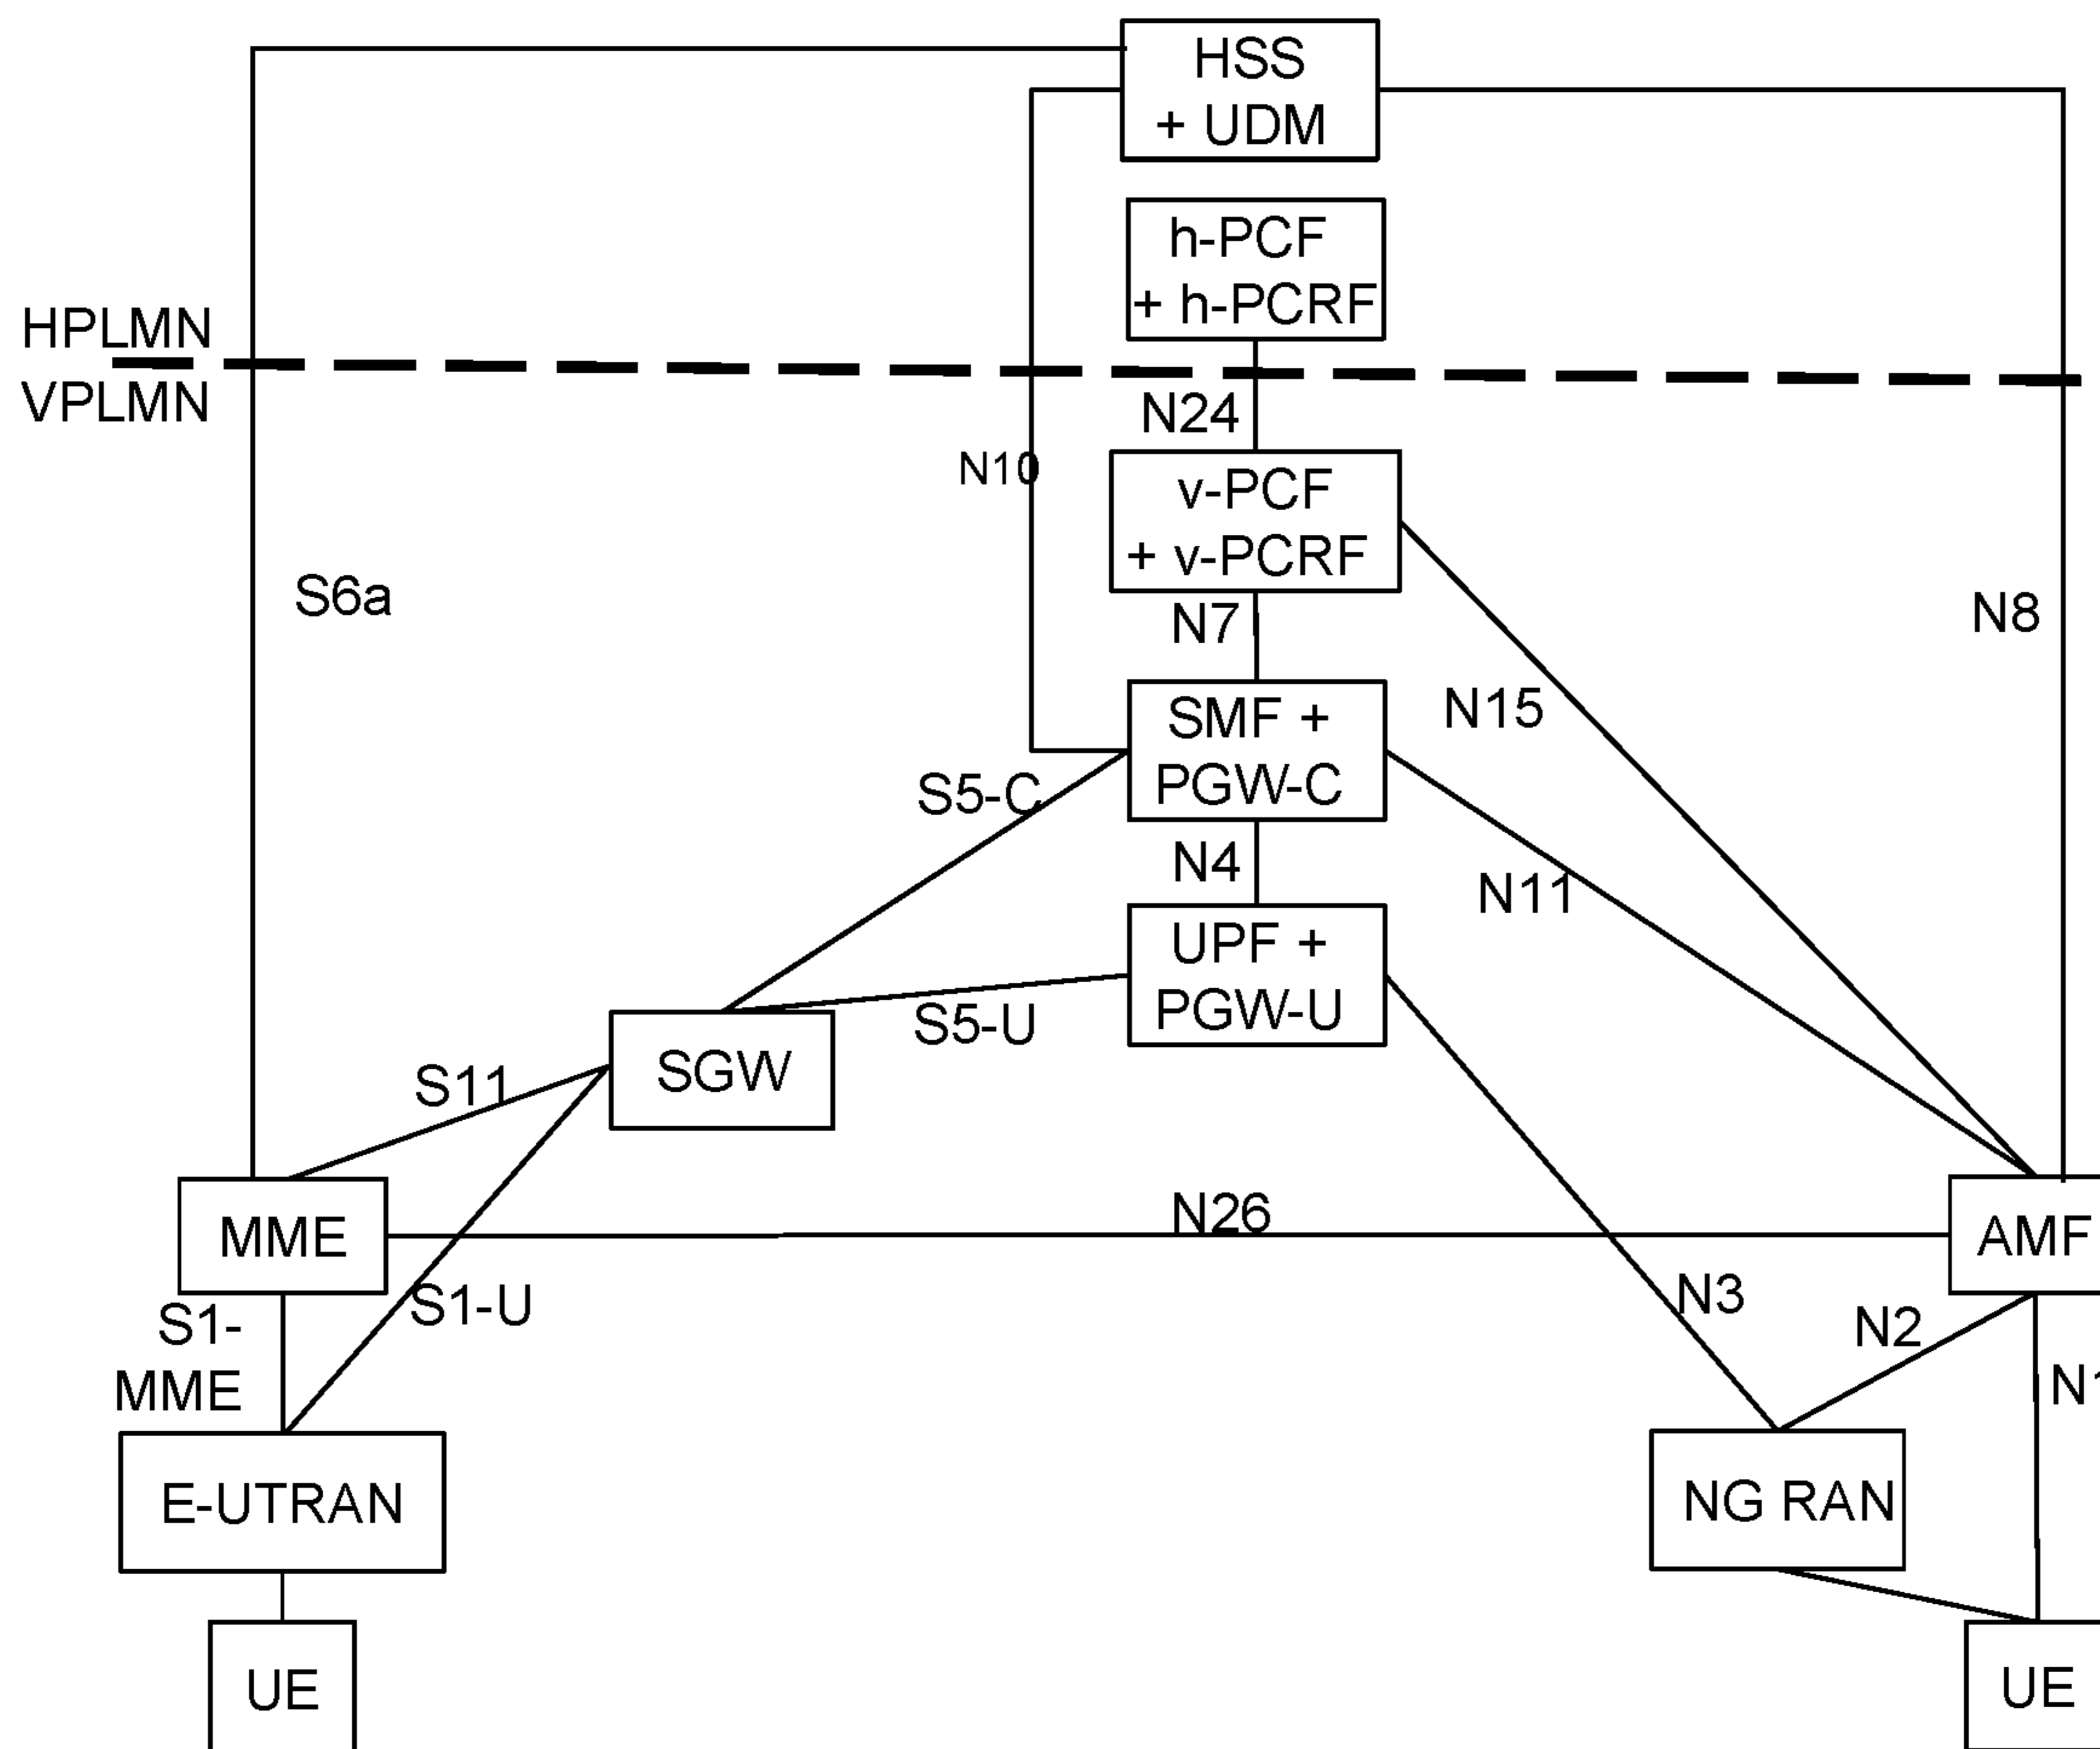 HSS
+ UDM
h-PCF
+ h-PCRF
HPLMN
VPLMN
N24
N10
v-PCF
+ v-PCRF
S6a
N8
N7
N15
SMF +
PGW-C
S5-C
N4
N11
UPF +
PGW-U
S5-U
SGW
S11
MME
N26
AMF
S1-U
S1-
MME
N3
N2
N1
E-UTRAN
NG RAN
UE
UE